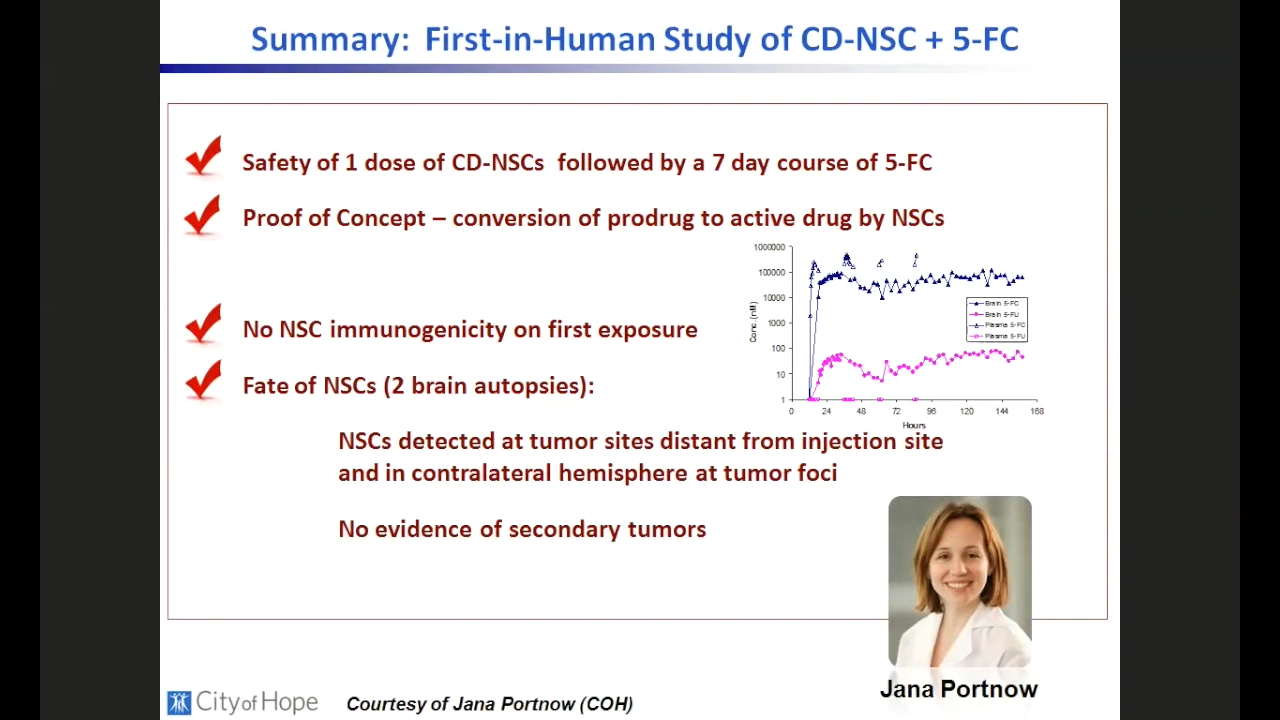 Summary: First-in-Human Study of CD-NSC + 5-FC
Safety of 1 dose of CD-NSCs followed by a 7 day course of 5-FC
Proof of Concept – conversion of prodrug to active drug by NSCs
No NSC immunogenicity on first exposure
Fate of NSCs (2 brain autopsies):
NSCs detected at tumor sites distant from injection site
and in contralateral hemisphere at tumor foci
No evidence of secondary tumors
Conc. (nM)
1000000
100000
10000
1000
100
10
1
0 24 48 72 96 120 144 168
Hours
Brain 5-FC
Brain 5-FU
Plasma 5-FC
Plasma 5-FU
Jana Portnow
City of Hope
Courtesy of Jana Portnow (COH)